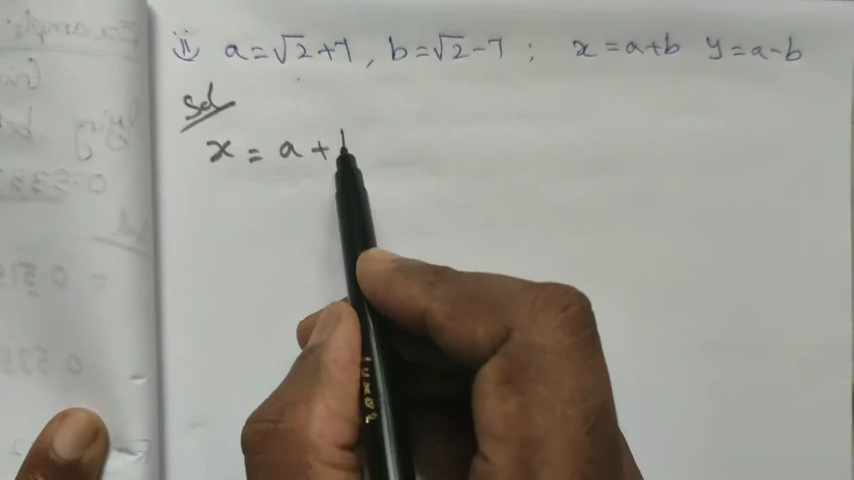 ii) a = √2 + 7 , b = √2 - 7 ; x = a + b y = a - b
Sol
x = a +